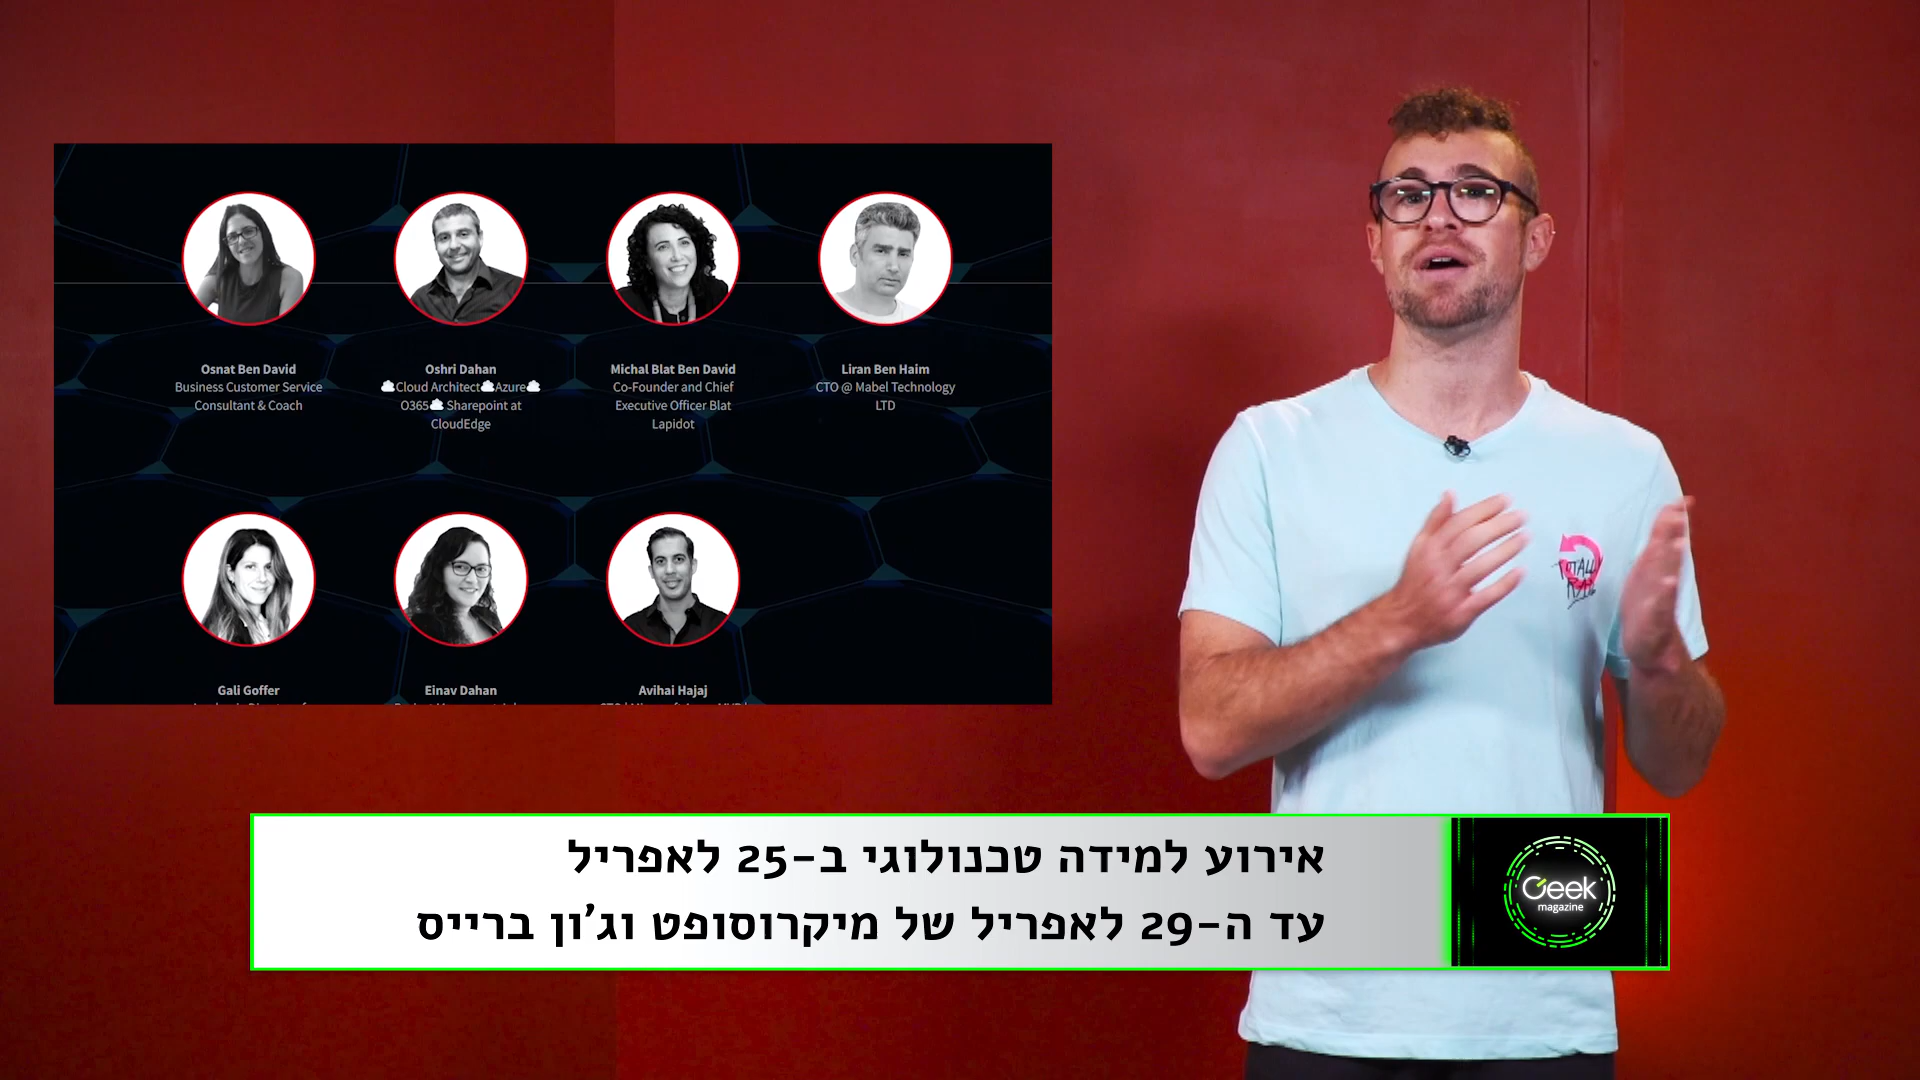 Osnat Ben David
Business Customer Service
Consultant & Coach
Oshri Dahan
☁Cloud Architect☁Azure☁
O365☁ Sharepoint at
CloudEdge
Michal Blat Ben David
Co-Founder and Chief
Executive Officer Blat
Lapidot
Liran Ben Haim
CTO @ Mabel Technology
LTD
Gali Goffer
Einav Dahan
Avihai Hajaj
TOTALLY
RAD
אירוע למידה טכנולוגי ב-25 לאפריל
עד ה-29 לאפריל של מיקרוסופט וג'ון ברייס
Geek
magazine